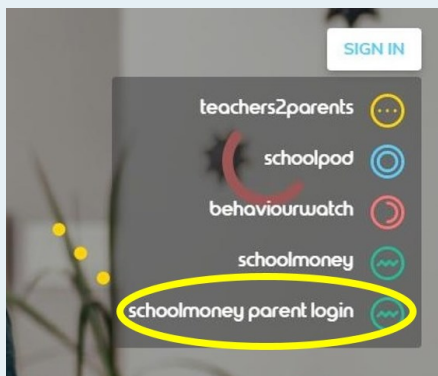 SIGN IN
teachers2parents
schoolpod
behaviourwatch
schoolmoney
schoolmoney parent login